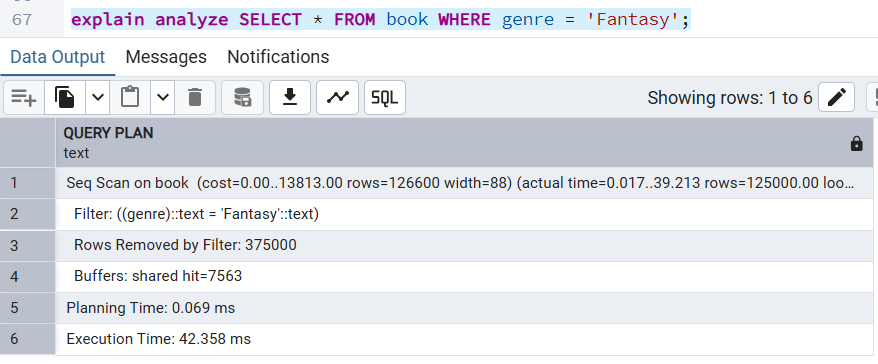 67 explain analyze SELECT * FROM book WHERE genre = 'Fantasy';
Data Output Messages Notifications
SQL Showing rows: 1 to 6
QUERY PLAN
text
1 Seq Scan on book (cost=0.00..13813.00 rows=126600 width=88) (actual time=0.017..39.213 rows=125000.00 loo...
2 Filter: ((genre)::text = 'Fantasy'::text)
3 Rows Removed by Filter: 375000
4 Buffers: shared hit=7563
5 Planning Time: 0.069 ms
6 Execution Time: 42.358 ms